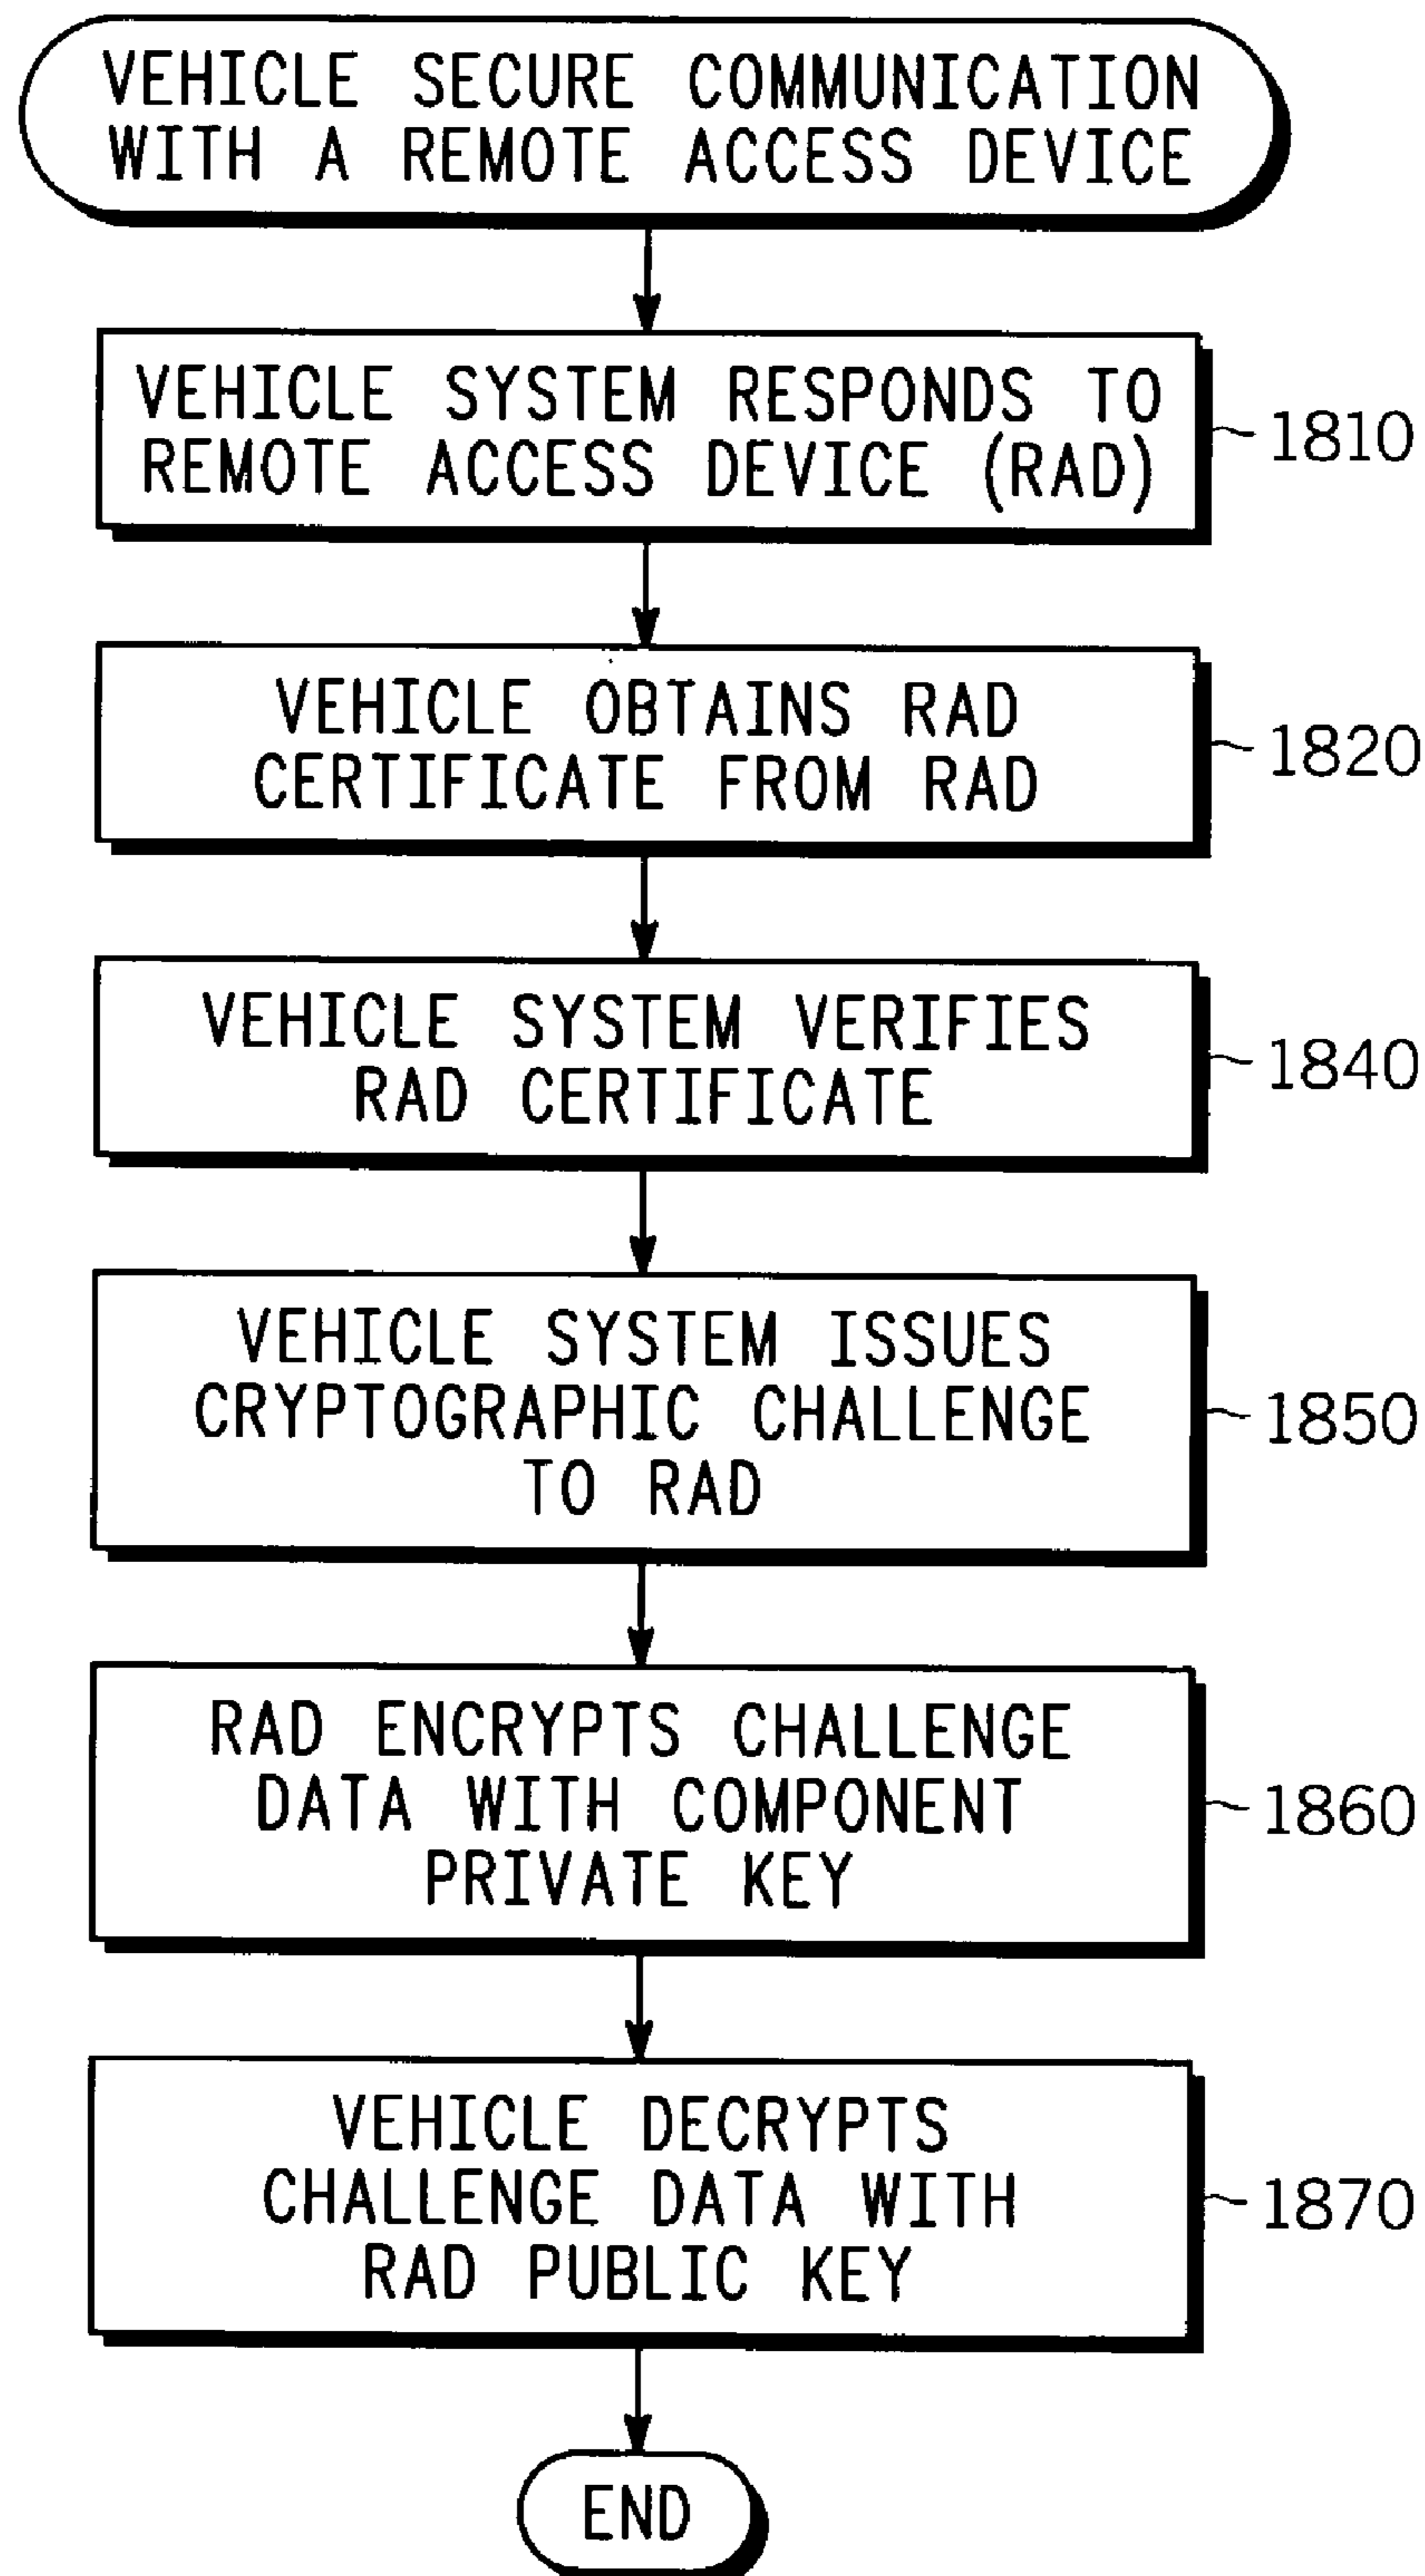 VEHICLE SECURE COMMUNICATION
WITH A REMOTE ACCESS DEVICE
VEHICLE SYSTEM RESPONDS TO
REMOTE ACCESS DEVICE (RAD)
1810
VEHICLE OBTAINS RAD
CERTIFICATE FROM RAD
1820
VEHICLE SYSTEM VERIFIES
RAD CERTIFICATE
1840
VEHICLE SYSTEM ISSUES
CRYPTOGRAPHIC CHALLENGE
TO RAD
1850
RAD ENCRYPTS CHALLENGE
DATA WITH COMPONENT
PRIVATE KEY
1860
VEHICLE DECRYPTS
CHALLENGE DATA WITH
RAD PUBLIC KEY
1870
END